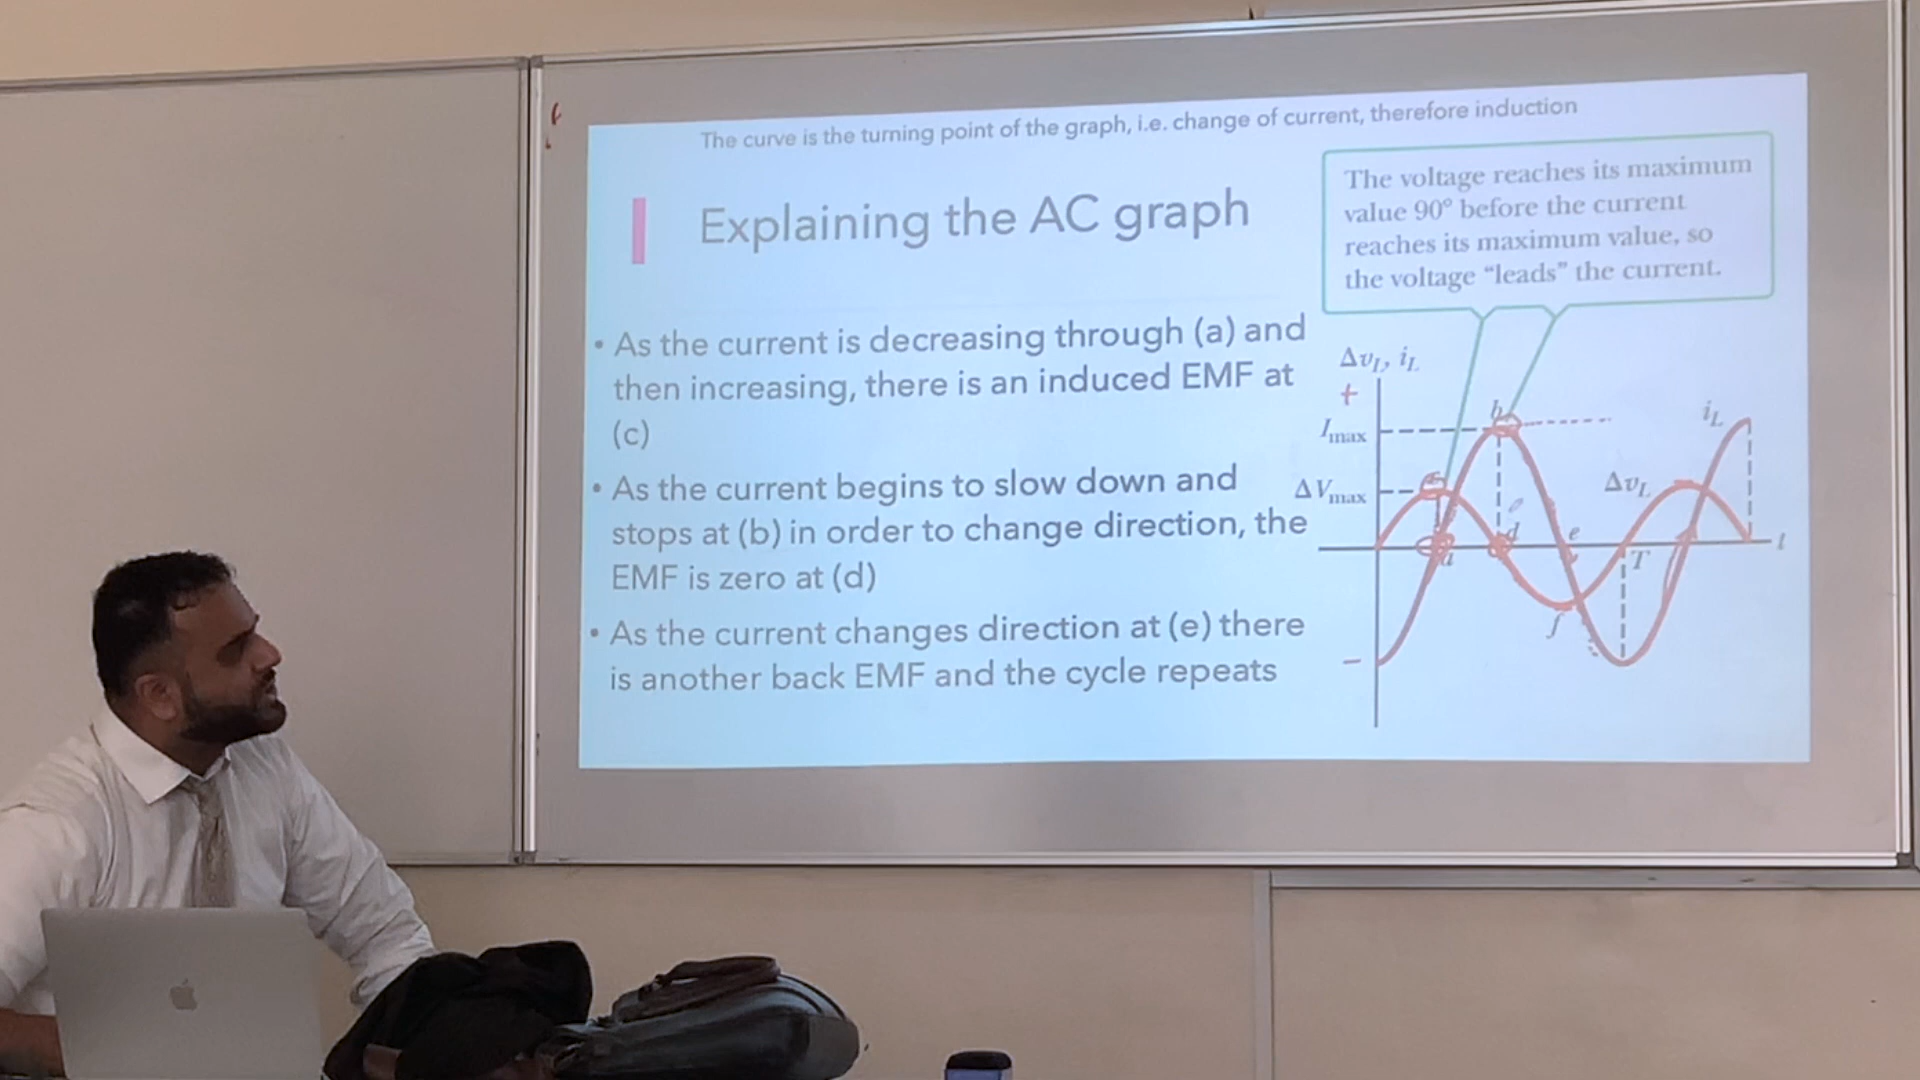 The curve is the turning point of the graph, i.e. change of current, therefore induction
Explaining the AC graph
• As the current is decreasing through (a) and
then increasing, there is an induced EMF at
(c)
• As the current begins to slow down and
stops at (b) in order to change direction, the
EMF is zero at (d)
• As the current changes direction at (e) there
is another back EMF and the cycle repeats
The voltage reaches its maximum
value 90° before the current
reaches its maximum value, so
the voltage “leads” the current.
Δv_L, i_L
+
I_max
b
i_L
ΔV_max
Δv_L
a
d
e
T
t
f
−